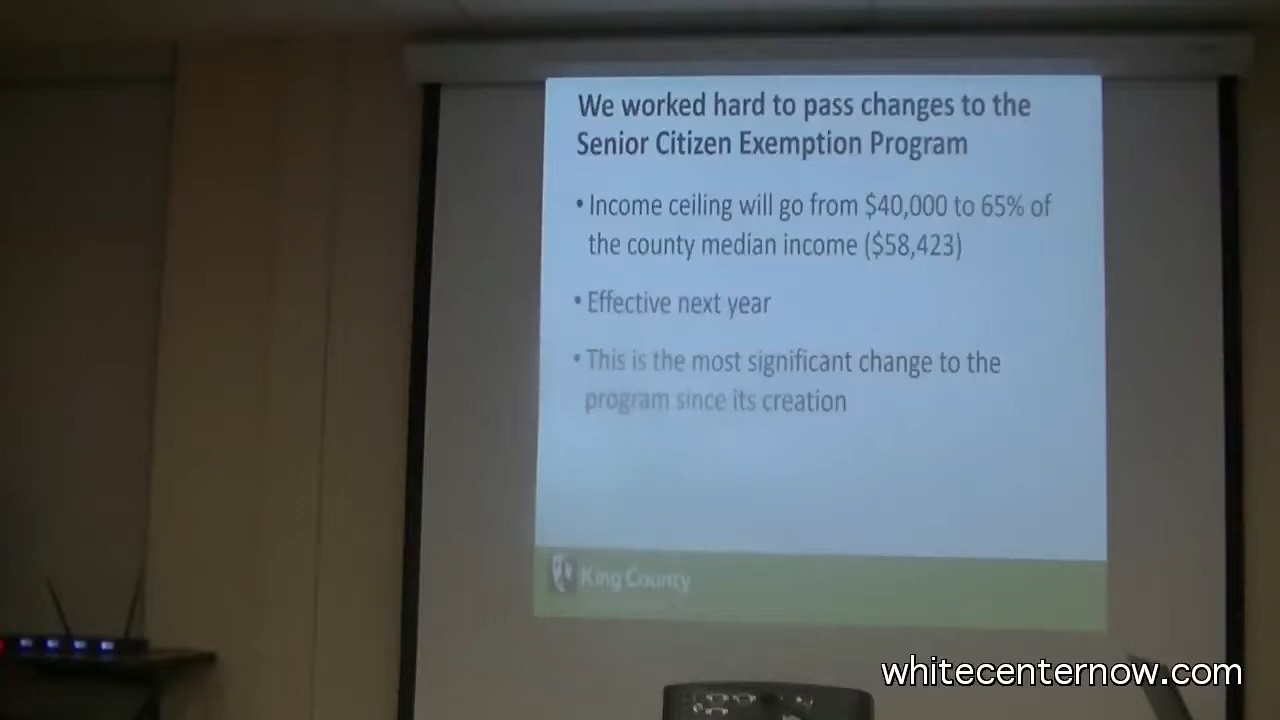 We worked hard to pass changes to the
Senior Citizen Exemption Program
• Income ceiling will go from $40,000 to 65% of
the county median income ($58,423)
• Effective next year
• This is the most significant change to the
program since its creation
King County
whitecenternow.com